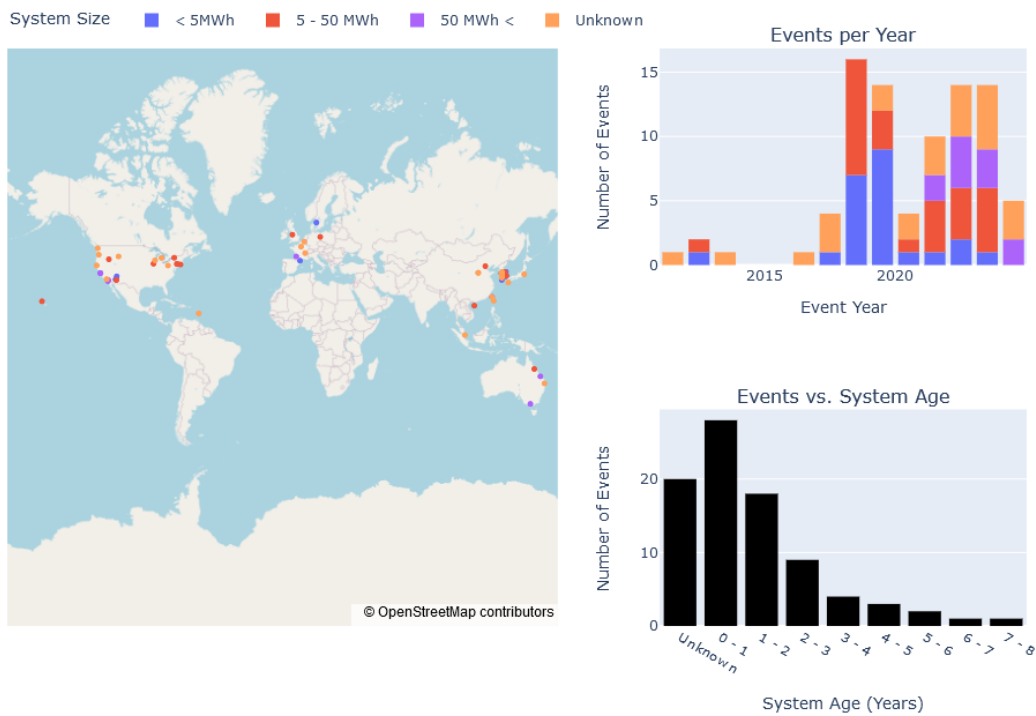 System Size < 5MWh 5 - 50 MWh 50 MWh < Unknown
© OpenStreetMap contributors
Events per Year
Number of Events
15
10
5
0
2015 2020
Event Year
Events vs. System Age
Number of Events
20
10
0
Unknown 0 - 1 1 - 2 2 - 3 3 - 4 4 - 5 5 - 6 6 - 7 7 - 8
System Age (Years)